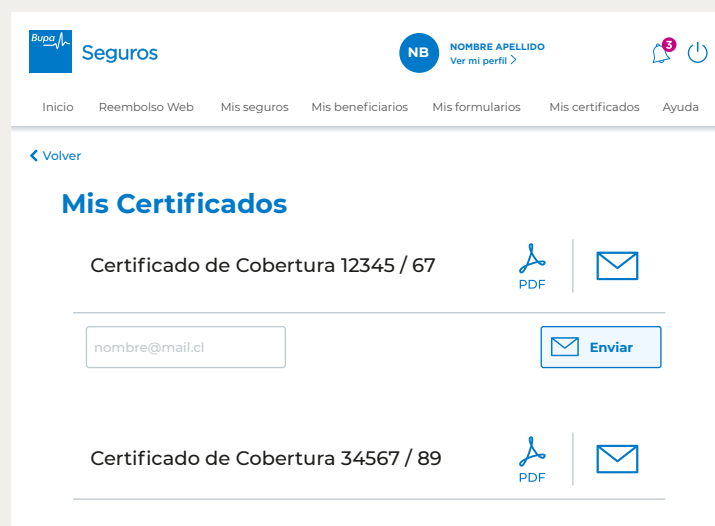 Bupa
Seguros
NB
NOMBRE APELLIDO
Ver mi perfil >
3
Inicio Reembolso Web Mis seguros Mis beneficiarios Mis formularios Mis certificados Ayuda
Volver
Mis Certificados
Certificado de Cobertura 12345 / 67
PDF
nombre@mail.cl
Enviar
Certificado de Cobertura 34567 / 89
PDF